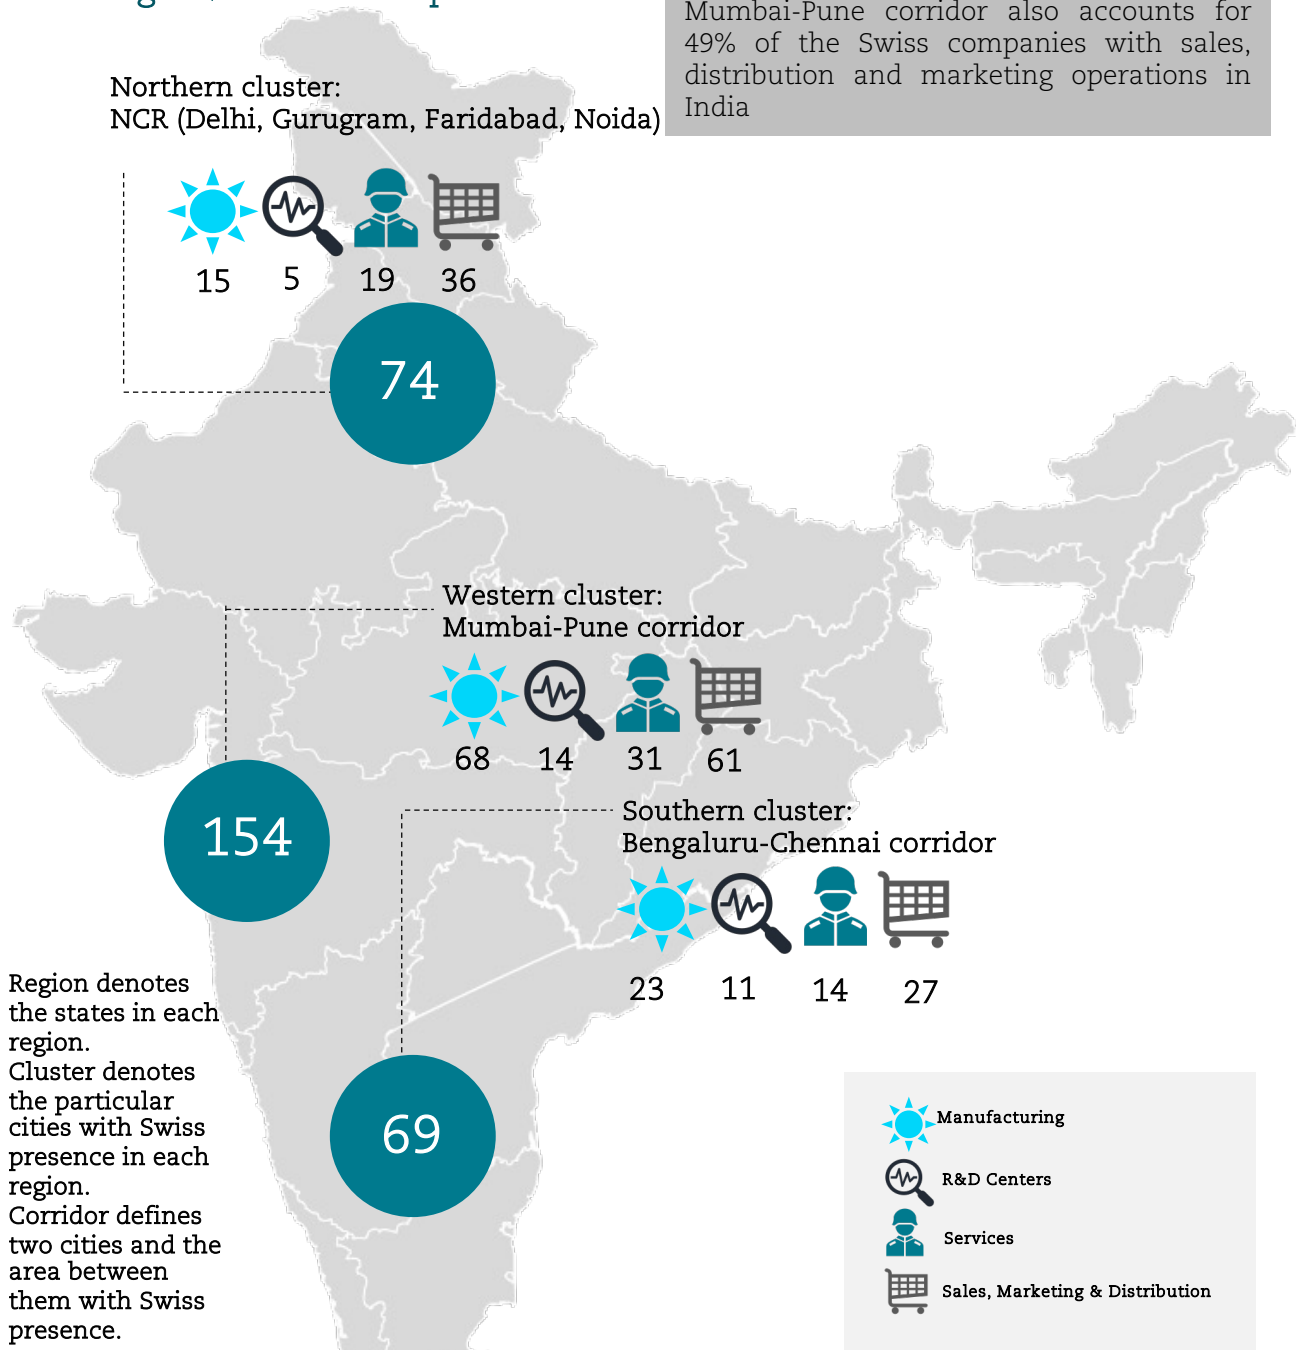 Mumbai-Pune corridor also accounts for
49% of the Swiss companies with sales,
distribution and marketing operations in
India
Northern cluster:
NCR (Delhi, Gurugram, Faridabad, Noida)
15 5 19 36
74
Western cluster:
Mumbai-Pune corridor
68 14 31 61
154
Southern cluster:
Bengaluru-Chennai corridor
23 11 14 27
69
Region denotes
the states in each
region.
Cluster denotes
the particular
cities with Swiss
presence in each
region.
Corridor defines
two cities and the
area between
them with Swiss
presence.
Manufacturing
R&D Centers
Services
Sales, Marketing & Distribution